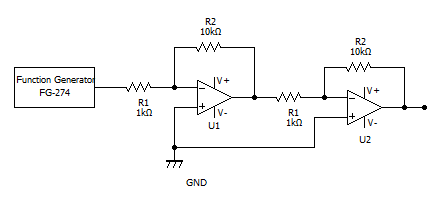 R2
10kΩ
R2
10kΩ
Function Generator
FG-274
V+
V+
R1
1kΩ
−
+
V-
U1
R1
1kΩ
−
+
V-
U2
GND